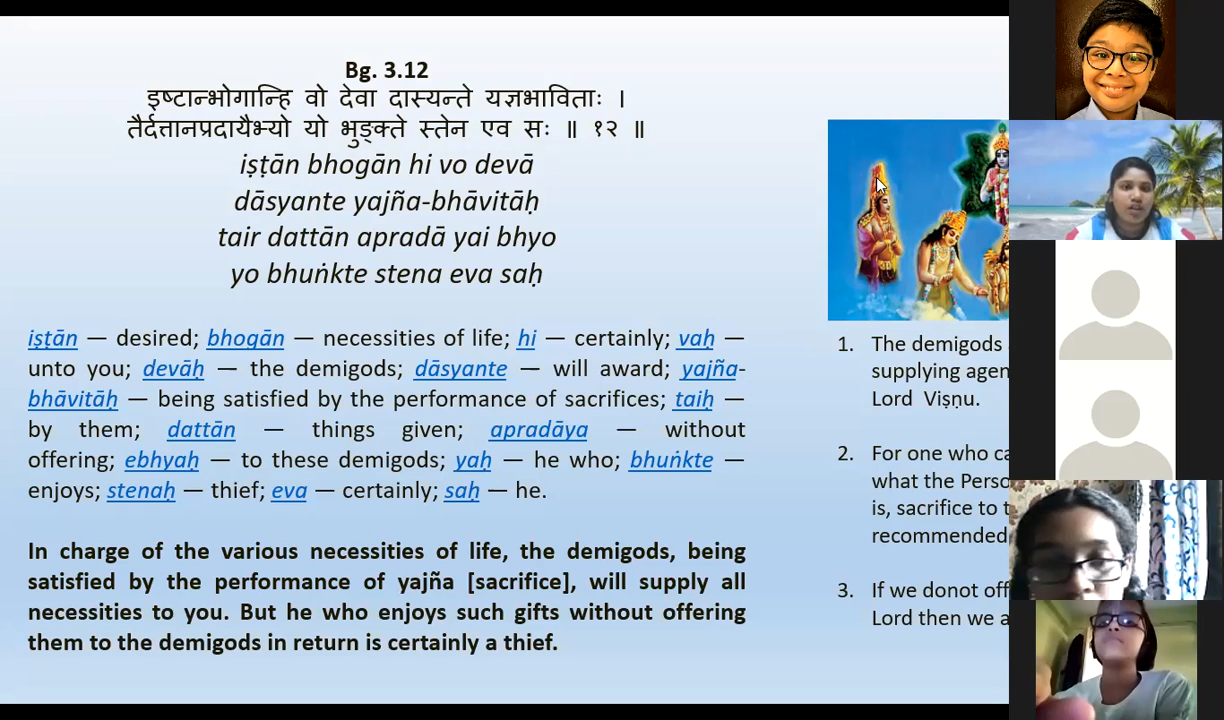 Bg. 3.12
इष्टान्भोगान्हि वो देवा दास्यन्ते यज्ञभाविताः ।
तैर्दत्तानप्रदायैभ्यो यो भुङ्क्ते स्तेन एव सः ॥ १२ ॥
iṣṭān bhogān hi vo devā
dāsyante yajña-bhāvitāḥ
tair dattān apradā yai bhyo
yo bhuṅkte stena eva saḥ
iṣṭān — desired; bhogān — necessities of life; hi — certainly; vaḥ —
unto you; devāḥ — the demigods; dāsyante — will award; yajña-
bhāvitāḥ — being satisfied by the performance of sacrifices; taiḥ —
by them; dattān — things given; apradāya — without
offering; ebhyaḥ — to these demigods; yaḥ — he who; bhuṅkte —
enjoys; stenaḥ — thief; eva — certainly; saḥ — he.
In charge of the various necessities of life, the demigods, being
satisfied by the performance of yajña [sacrifice], will supply all
necessities to you. But he who enjoys such gifts without offering
them to the demigods in return is certainly a thief.
1. The demigods
supplying agen
Lord Viṣṇu.
2. For one who ca
what the Perso
is, sacrifice to t
recommended
3. If we donot off
Lord then we a